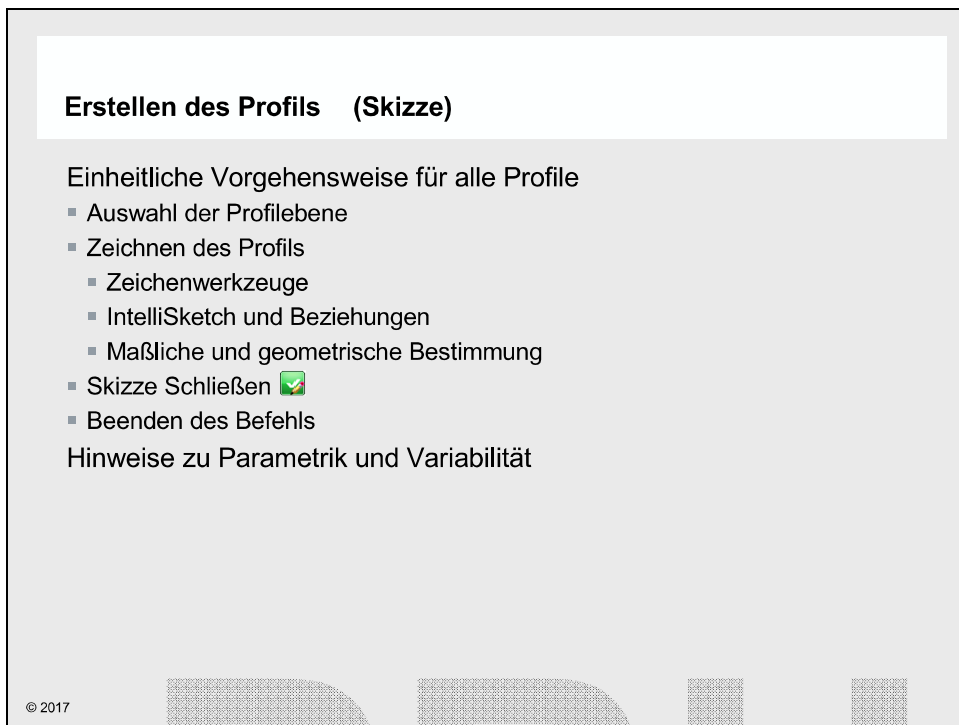 Erstellen des Profils (Skizze)
Einheitliche Vorgehensweise für alle Profile
Auswahl der Profilebene
Zeichnen des Profils
Zeichenwerkzeuge
IntelliSketch und Beziehungen
Maßliche und geometrische Bestimmung
Skizze Schließen
Beenden des Befehls
Hinweise zu Parametrik und Variabilität
© 2017